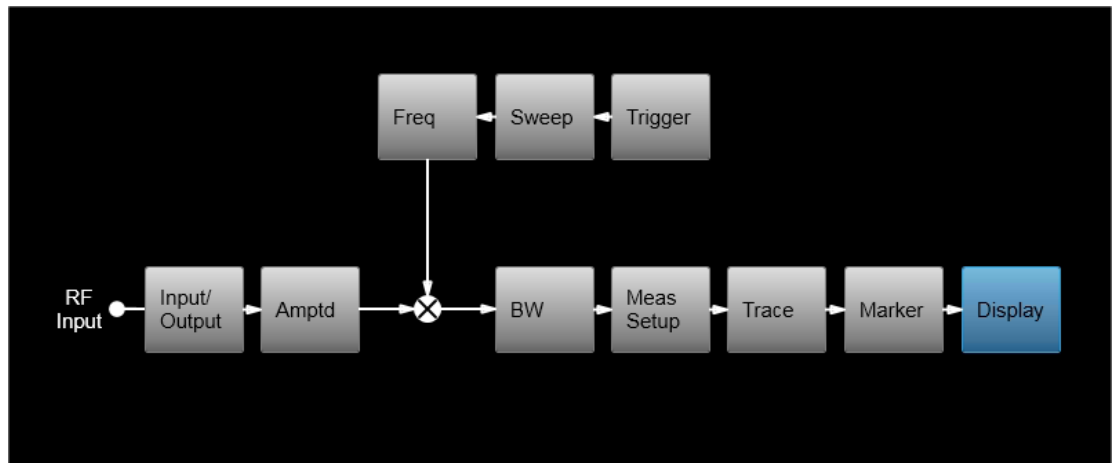 Freq
Sweep
Trigger
RF
Input
Input/
Output
Amptd
BW
Meas
Setup
Trace
Marker
Display